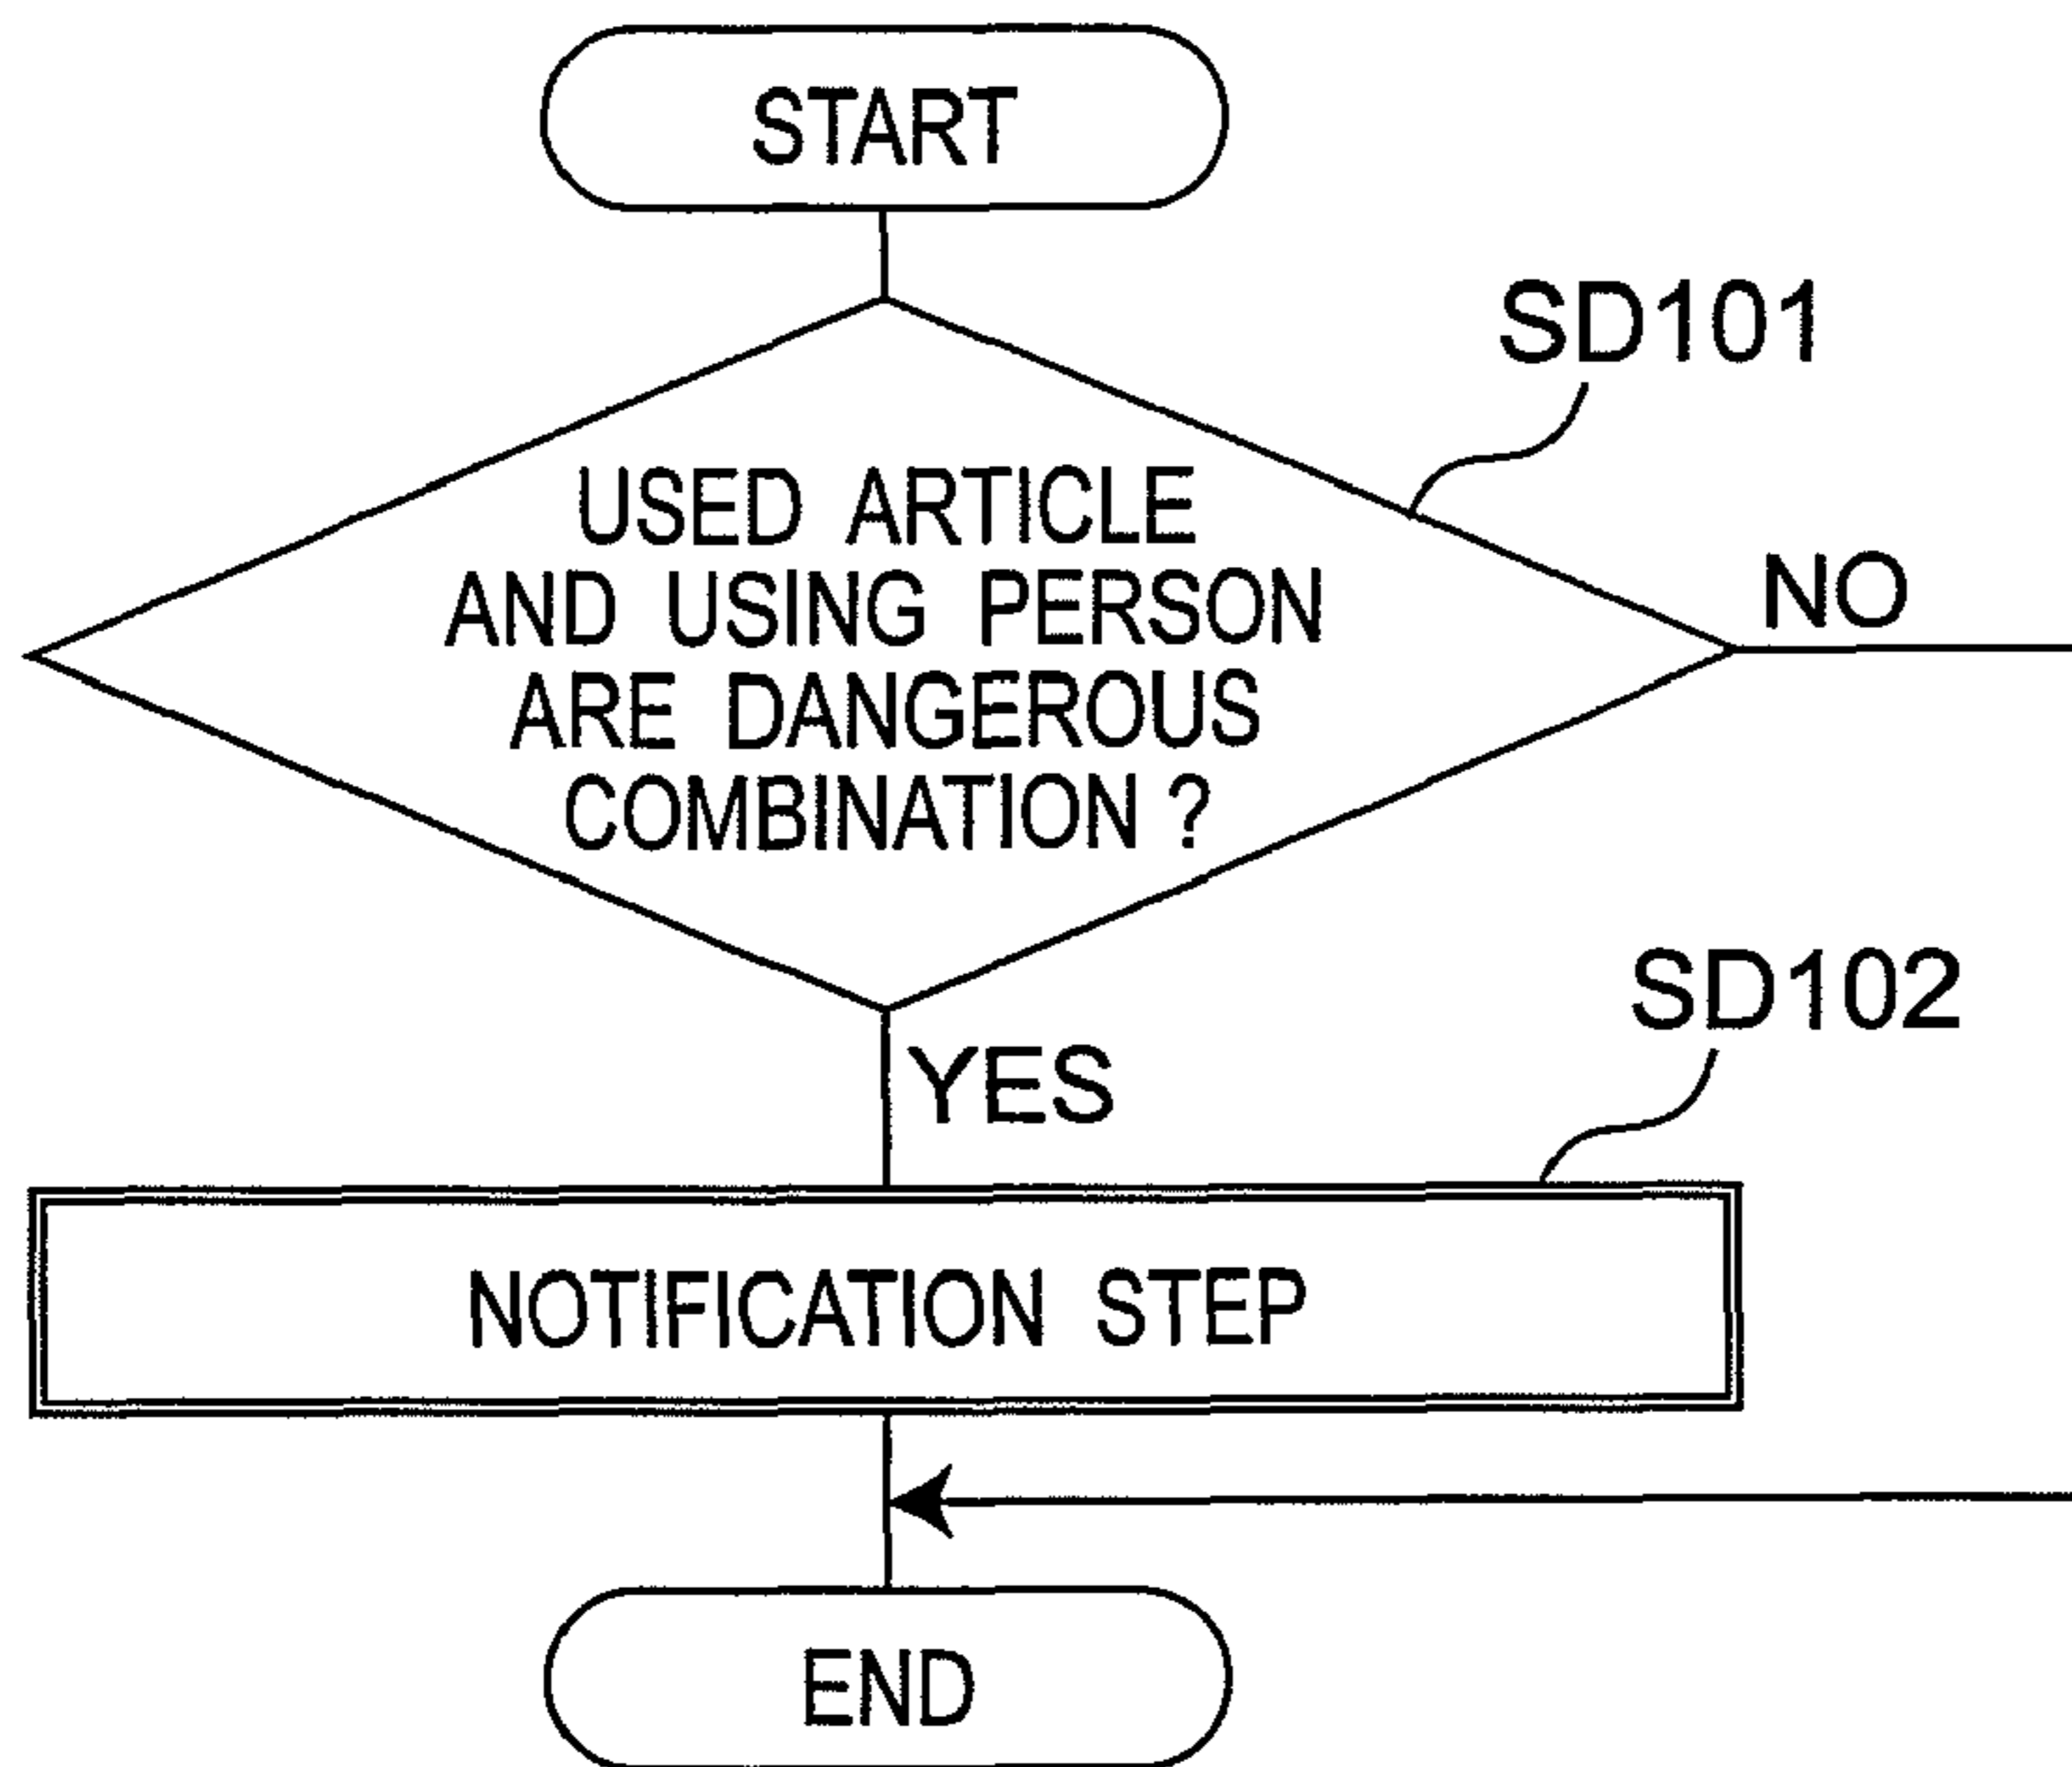 START
SD101
USED ARTICLE
AND USING PERSON
ARE DANGEROUS
COMBINATION ?
NO
YES
SD102
NOTIFICATION STEP
END